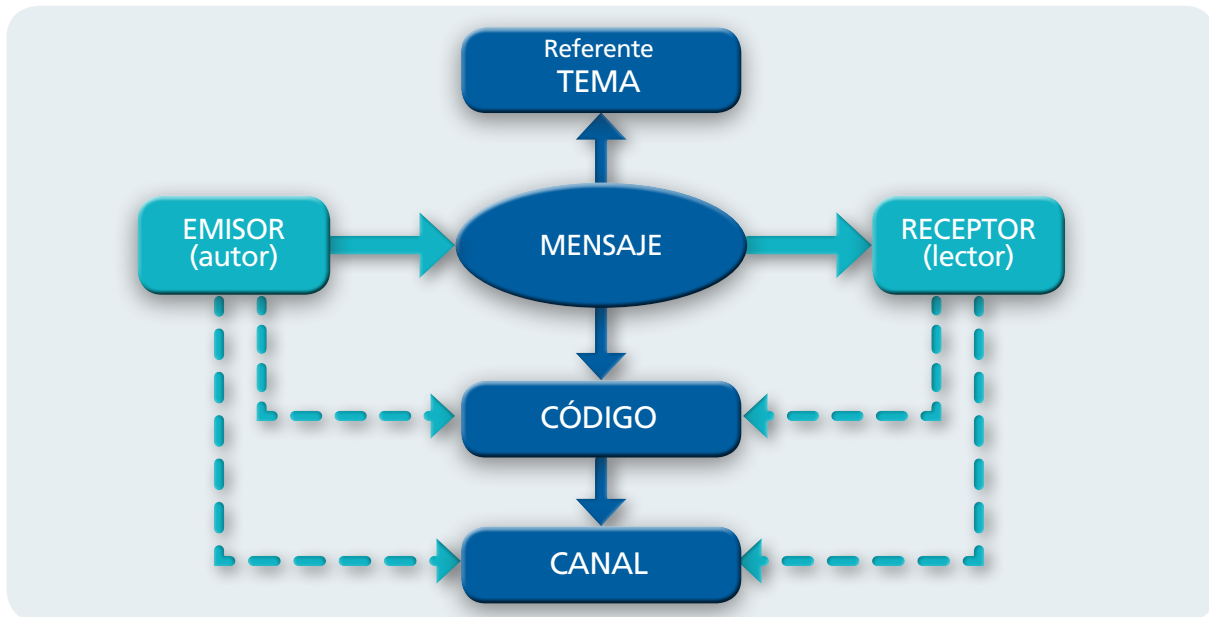 Referente
TEMA
EMISOR
(autor)
MENSAJE
RECEPTOR
(lector)
CÓDIGO
CANAL